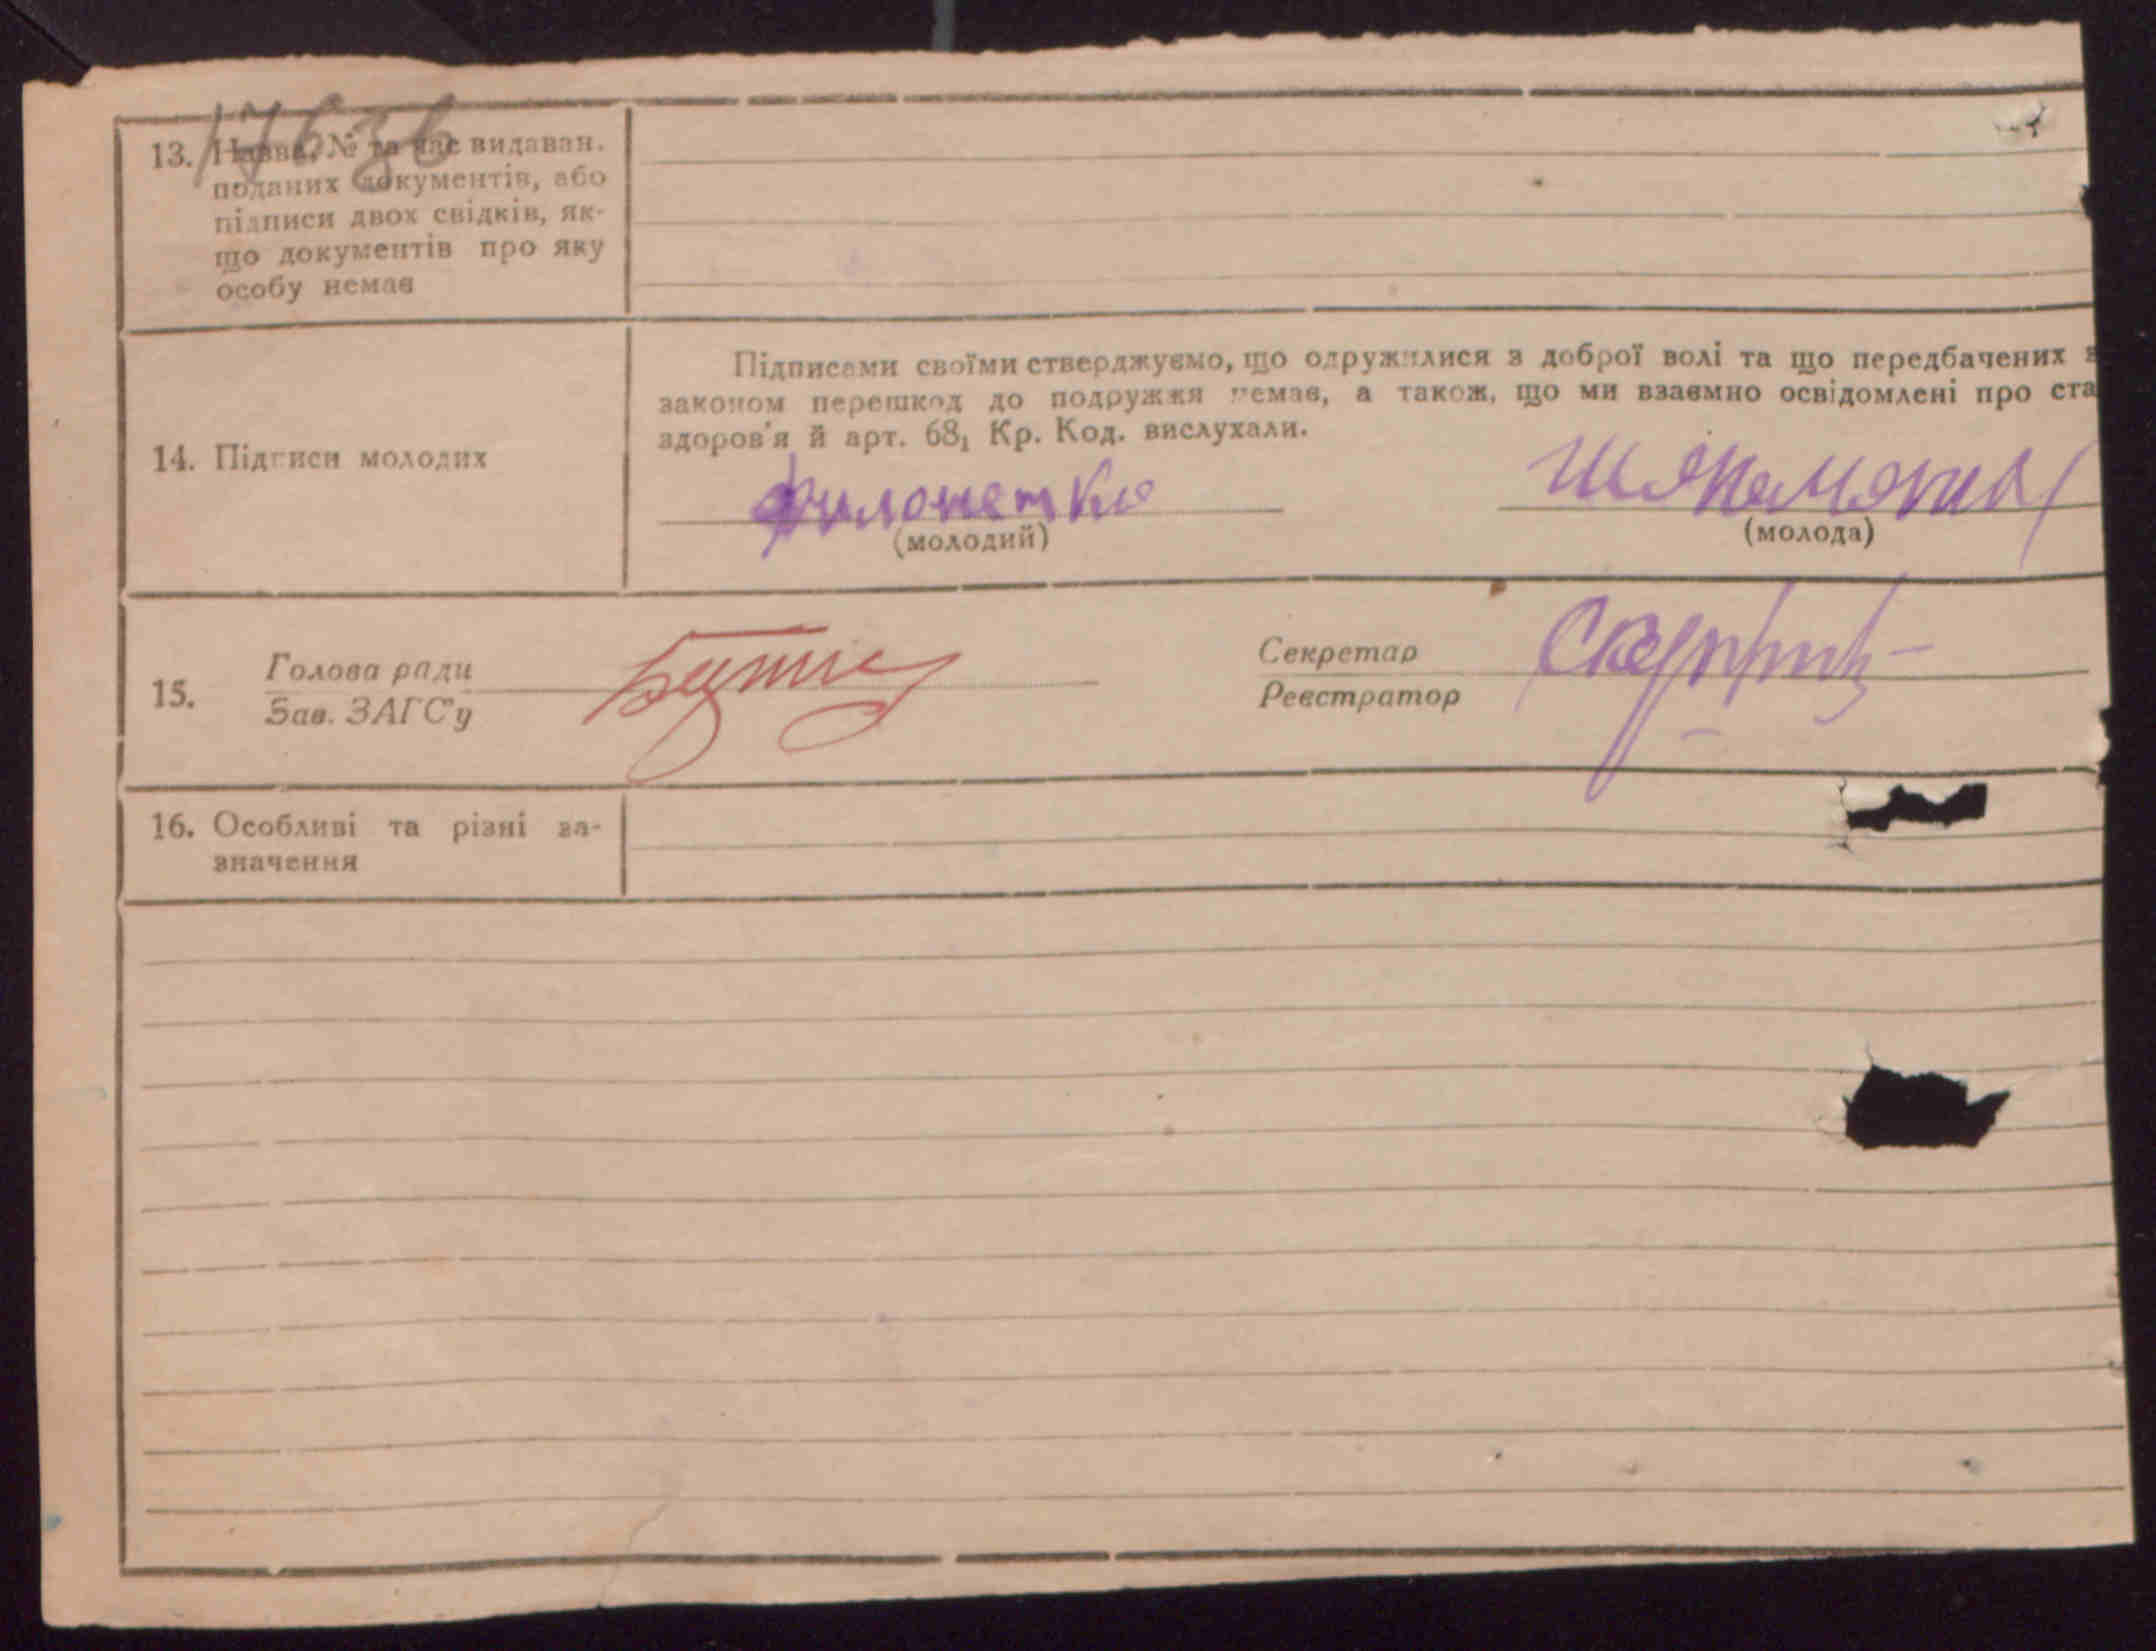 13. Назва, № та час видаван.
поданих документів, або
підписи двох свідків, як-
що документів про яку
особу немає
Підписами своїми стверджуємо, що одружилися з доброї волі та що передбачених з
законом перешкод до подружжя немає, а також, що ми взаємно освідомлені про ста
здоров'я й арт. 68₁ Кр. Код. вислухали.
14. Підписи молодих
(молодий)
(молода)
15.
Голова ради
Зав. ЗАГС'у
Секретар
Реєстратор
16. Особливі та різні за-
значення